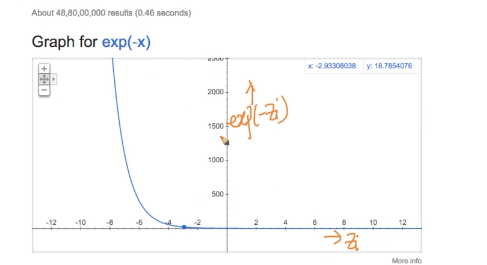 About 48,80,00,000 results (0.46 seconds)
Graph for exp(-x)
x: -2.93308038 y: 18.7854076
2500
2000
1500
1000
500
exp(-zi)
-12 -10 -8 -6 -4 -2 2 4 6 8 10 12
→ zi
More info